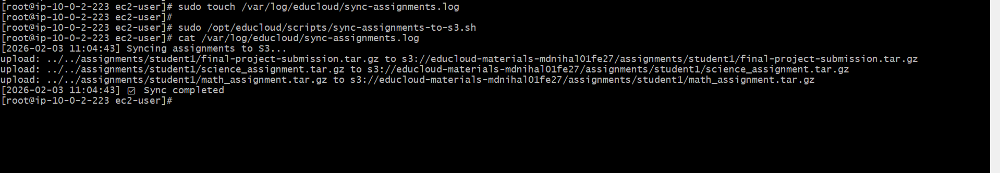 [root@ip-10-0-2-223 ec2-user]# sudo touch /var/log/educloud/sync-assignments.log
[root@ip-10-0-2-223 ec2-user]#
[root@ip-10-0-2-223 ec2-user]# sudo /opt/educloud/scripts/sync-assignments-to-s3.sh
[root@ip-10-0-2-223 ec2-user]# cat /var/log/educloud/sync-assignments.log
[2026-02-03 11:04:43] Syncing assignments to S3...
upload: ../../assignments/student1/final-project-submission.tar.gz to s3://educloud-materials-mdnihal01fe27/assignments/student1/final-project-submission.tar.gz
upload: ../../assignments/student1/science_assignment.tar.gz to s3://educloud-materials-mdnihal01fe27/assignments/student1/science_assignment.tar.gz
upload: ../../assignments/student1/math_assignment.tar.gz to s3://educloud-materials-mdnihal01fe27/assignments/student1/math_assignment.tar.gz
[2026-02-03 11:04:43] ☑ Sync completed
[root@ip-10-0-2-223 ec2-user]#